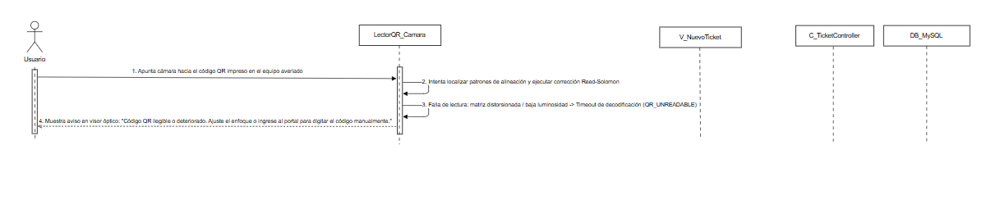 LectorQR_Camara
V_NuevoTicket
C_TicketController
DB_MySQL
Usuario
1. Apunta cámara hacia el código QR impreso en el equipo averiado
2. Intenta localizar patrones de alineación y ejecutar corrección Reed-Solomon
3. Falla de lectura: matriz distorsionada / baja luminosidad -> Timeout de decodificación (QR_UNREADABLE)
4. Muestra aviso en visor óptico: "Código QR ilegible o deteriorado. Ajuste el enfoque o ingrese al portal para digitar el código manualmente."